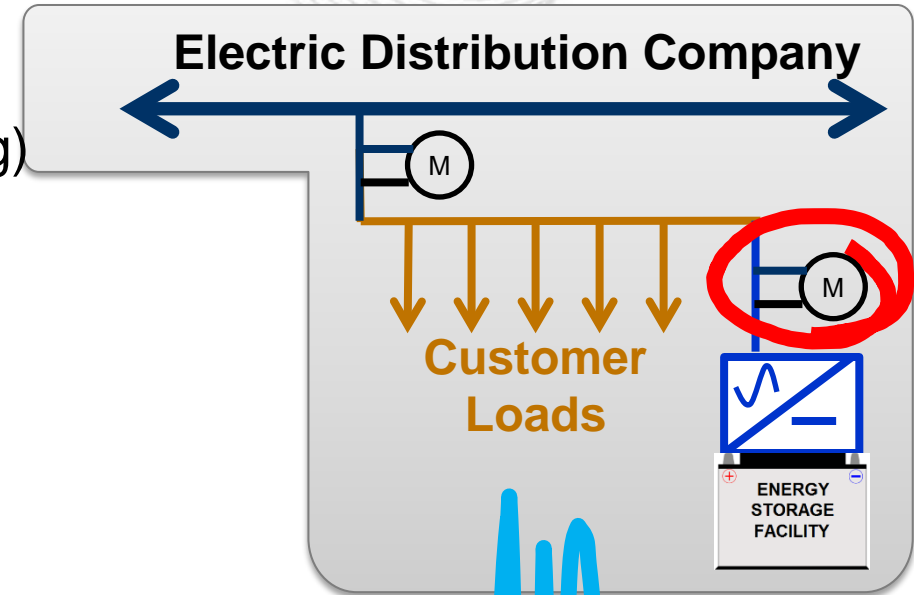 Electric Distribution Company
g)
M
M
Customer
Loads
ENERGY
STORAGE
FACILITY